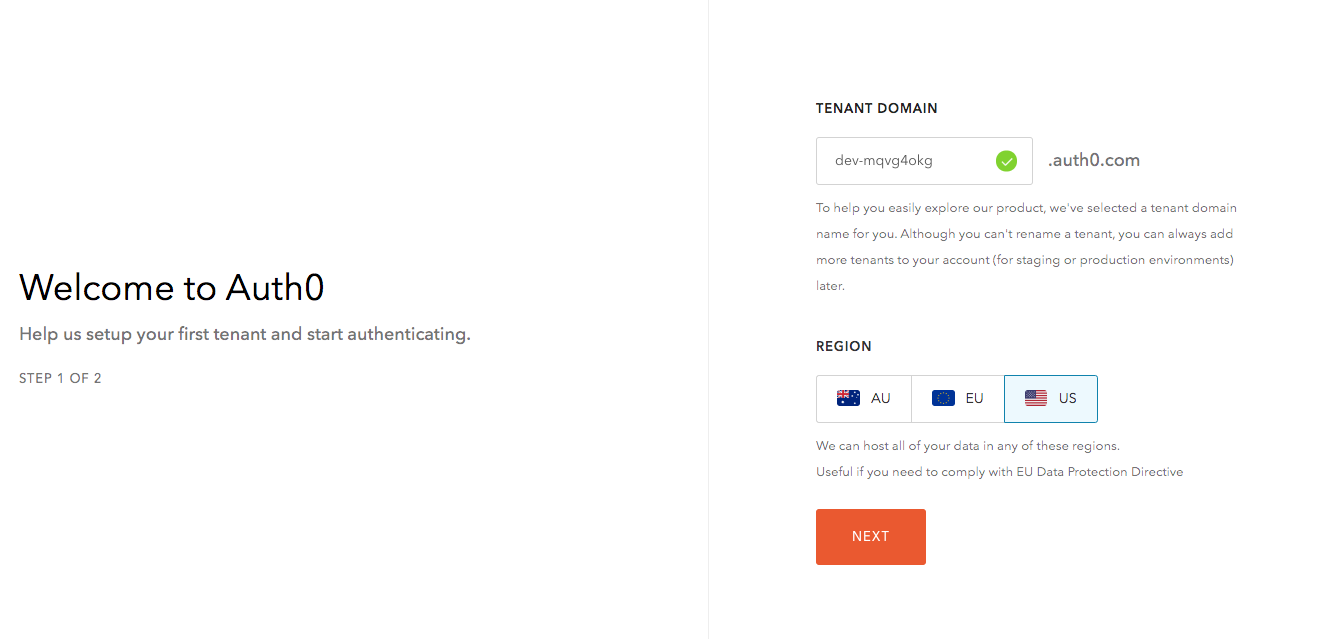 Welcome to Auth0
Help us setup your first tenant and start authenticating.
STEP 1 OF 2
TENANT DOMAIN
dev-mqvg4okg .auth0.com
To help you easily explore our product, we've selected a tenant domain
name for you. Although you can't rename a tenant, you can always add
more tenants to your account (for staging or production environments)
later.
REGION
AU EU US
We can host all of your data in any of these regions.
Useful if you need to comply with EU Data Protection Directive
NEXT